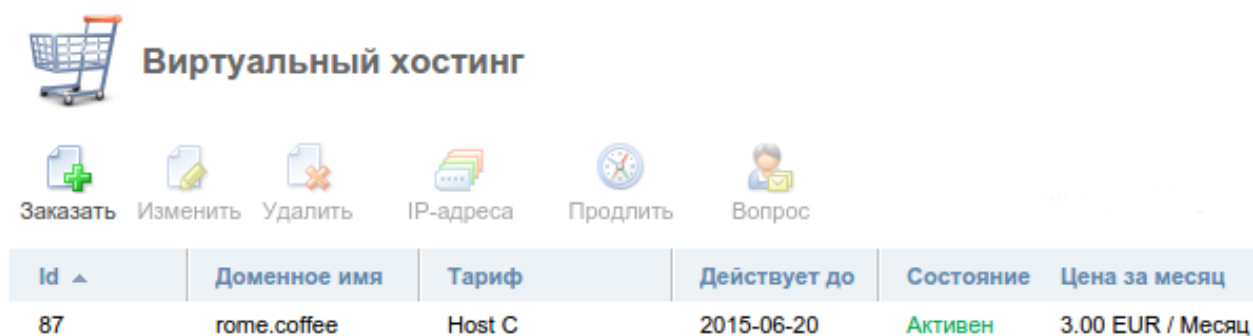 Виртуальный хостинг
Заказать Изменить Удалить IP-адреса Продлить Вопрос
Id Доменное имя Тариф Действует до Состояние Цена за месяц
87 rome.coffee Host C 2015-06-20 Активен 3.00 EUR / Месяц